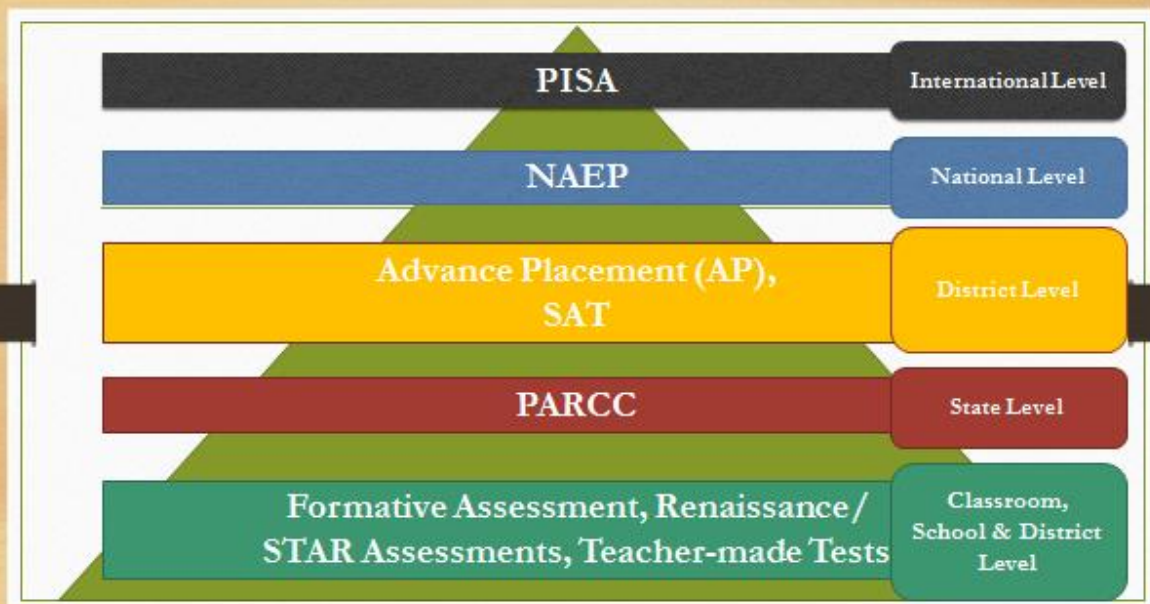 PISA
International Level
NAEP
National Level
Advance Placement (AP),
SAT
District Level
PARCC
State Level
Formative Assessment, Renaissance/
STAR Assessments, Teacher-made Tests
Classroom,
School & District
Level